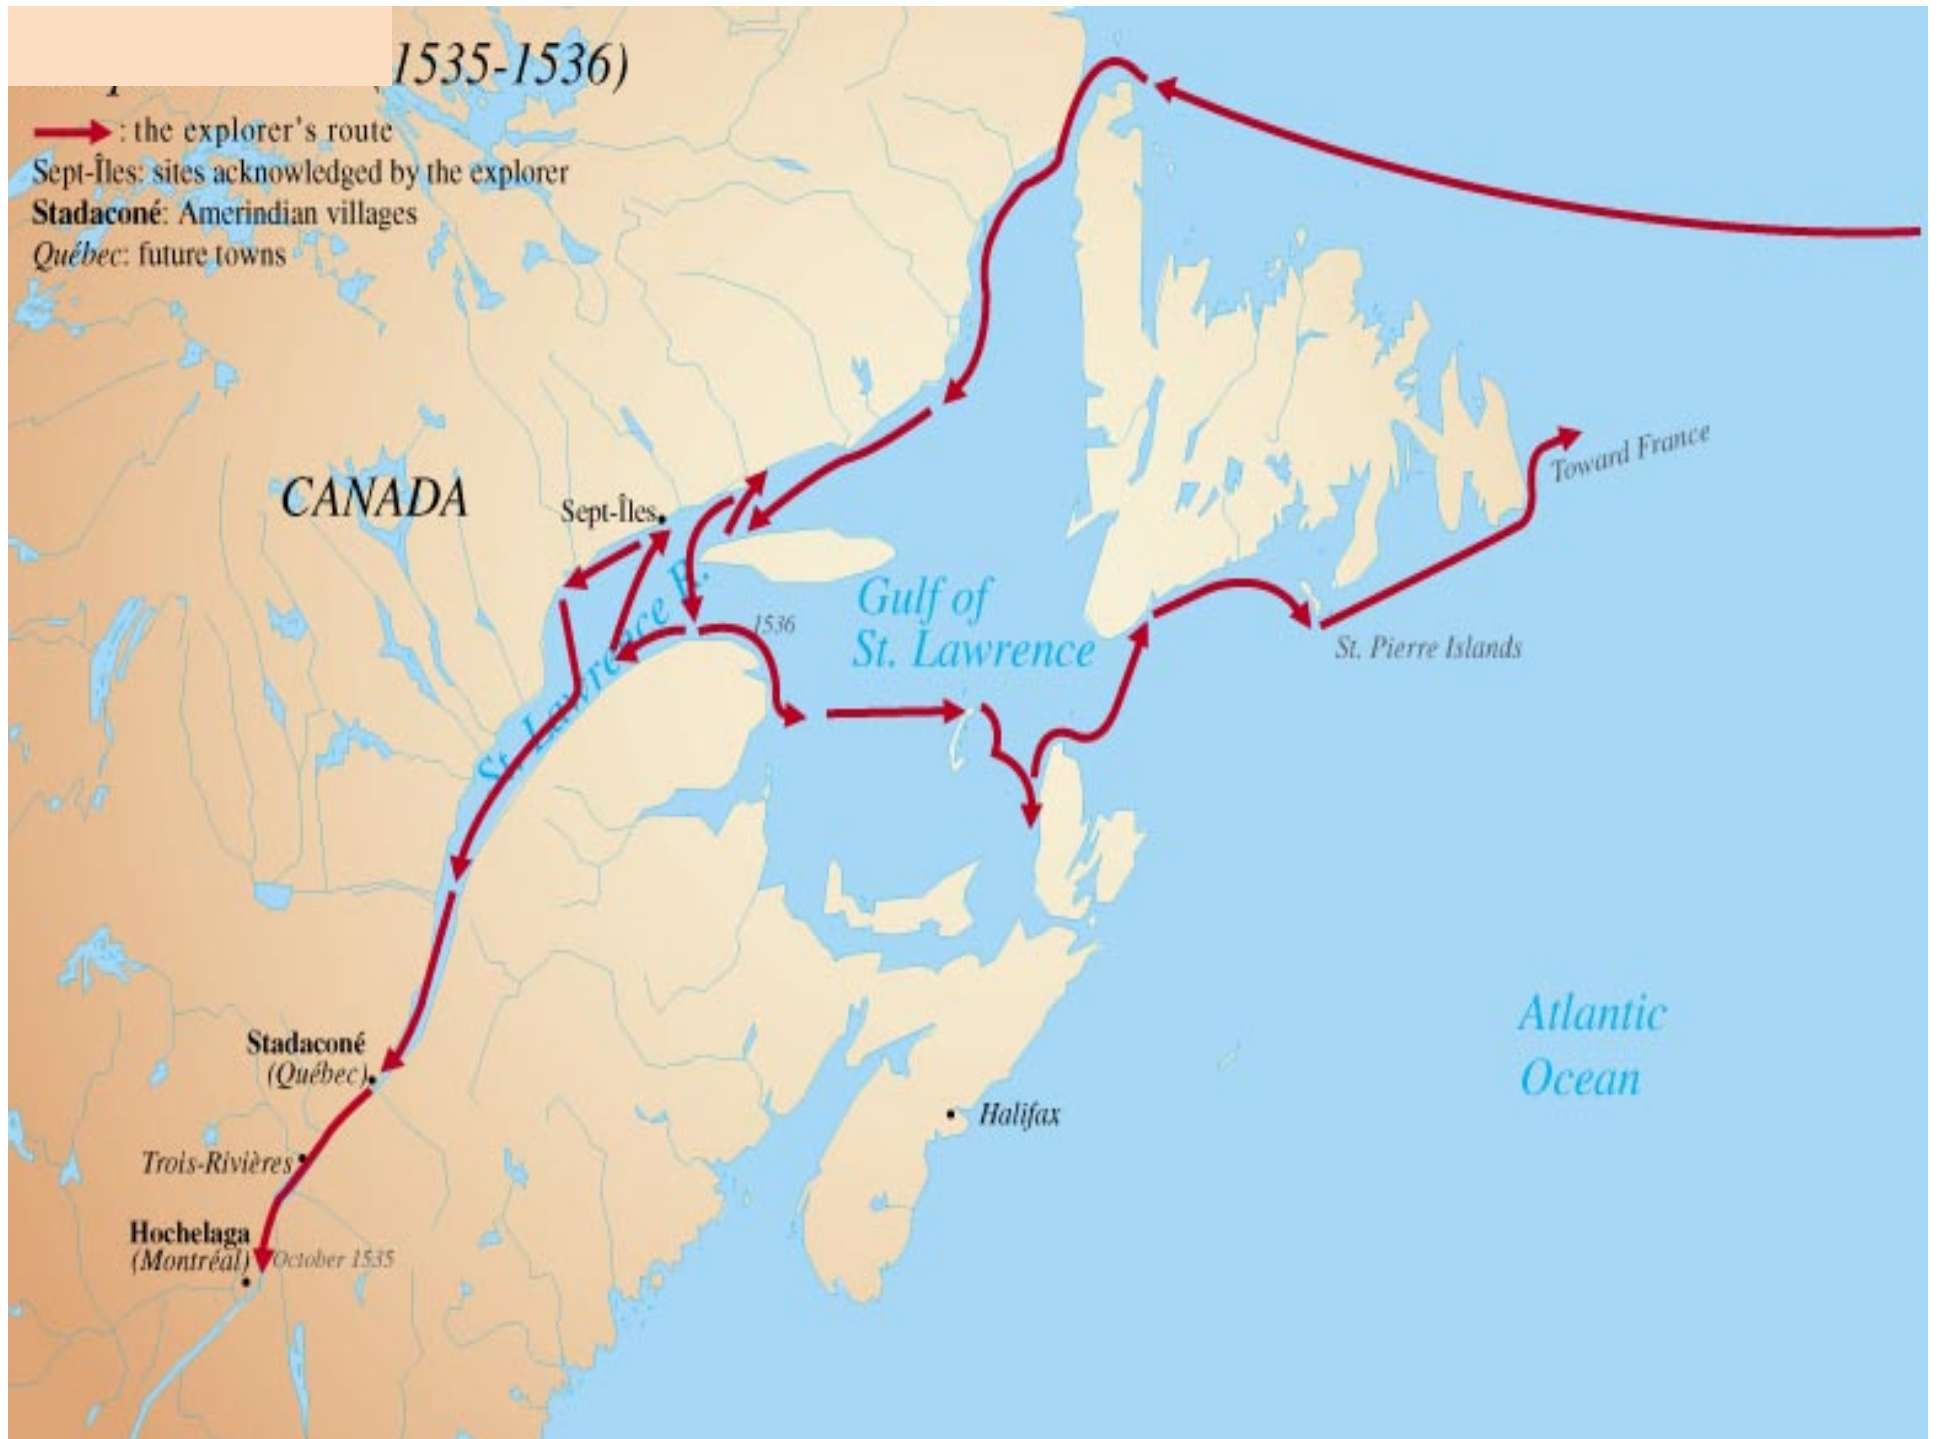 1535-1536)
: the explorer's route
Sept-Îles: sites acknowledged by the explorer
Stadaconé: Amerindian villages
Québec: future towns
CANADA
Sept-Îles
Toward France
Gulf of
St. Lawrence
1536
St. Pierre Islands
St. Lawrence R.
Stadaconé
(Québec)
Atlantic
Ocean
Halifax
Trois-Rivières
Hochelaga
(Montréal)
October 1535